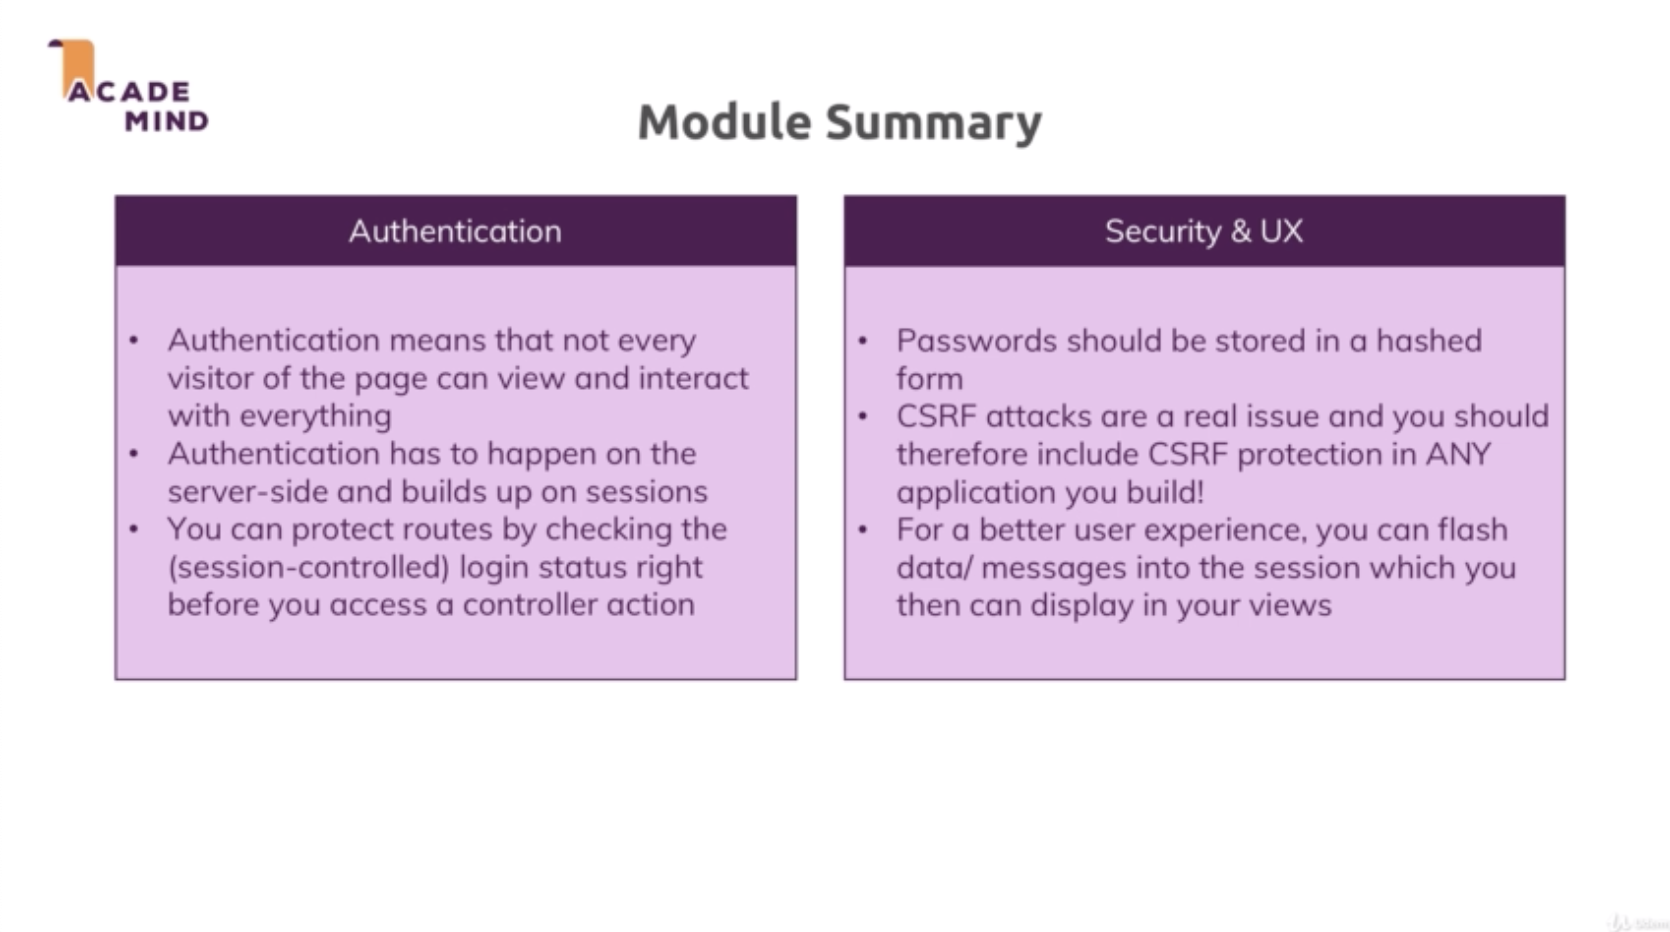 ACADE
MIND
Module Summary
Authentication
• Authentication means that not every
visitor of the page can view and interact
with everything
• Authentication has to happen on the
server-side and builds up on sessions
• You can protect routes by checking the
(session-controlled) login status right
before you access a controller action
Security & UX
• Passwords should be stored in a hashed
form
• CSRF attacks are a real issue and you should
therefore include CSRF protection in ANY
application you build!
• For a better user experience, you can flash
data/ messages into the session which you
then can display in your views